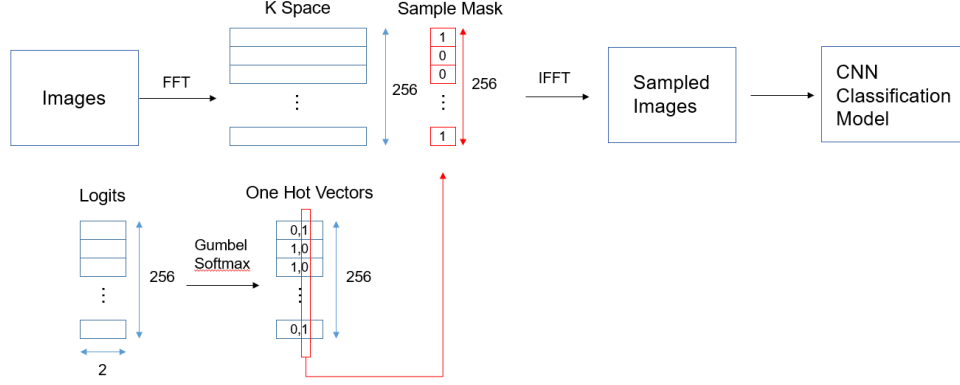 K Space
Sample Mask
Images
FFT
⋮
256
1
0
0
⋮
1
256
IFFT
Sampled
Images
CNN
Classification
Model
Logits
⋮
256
2
Gumbel
Softmax
One Hot Vectors
0,1
1,0
1,0
⋮
0,1
256